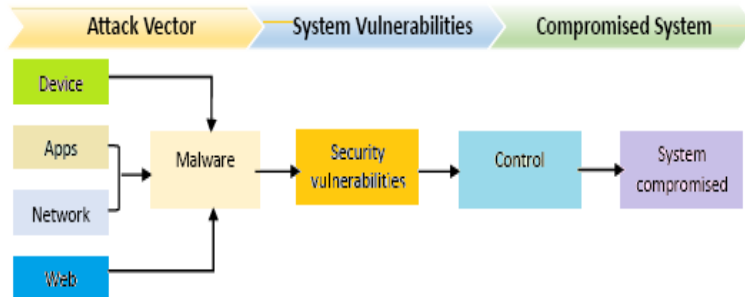 Attack Vector
System Vulnerabilities
Compromised System
Device
Apps
Network
Web
Malware
Security
vulnerabilities
Control
System
compromised